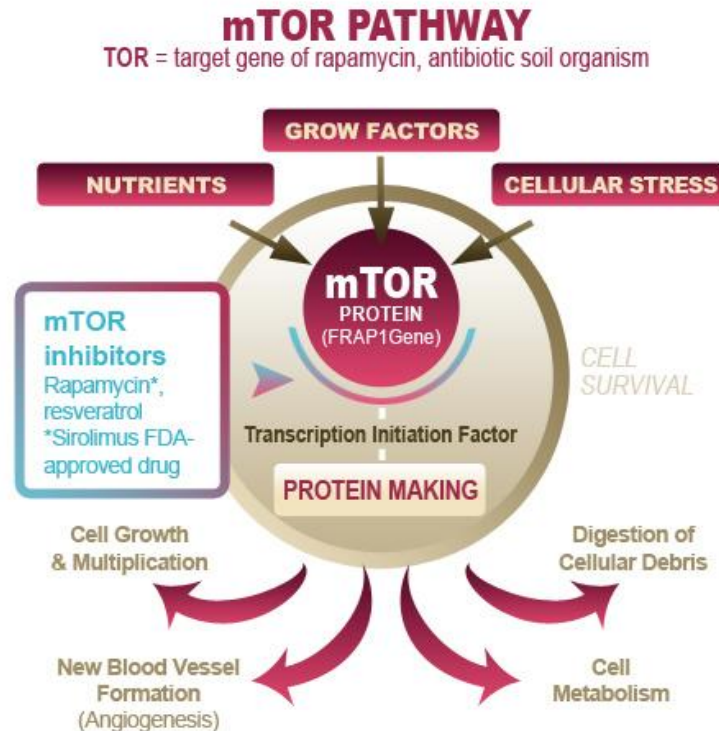 mTOR PATHWAY
TOR = target gene of rapamycin, antibiotic soil organism
GROW FACTORS
NUTRIENTS
CELLULAR STRESS
mTOR
PROTEIN
(FRAP1Gene)
mTOR
inhibitors
Rapamycin*,
resveratrol
*Sirolimus FDA-
approved drug
CELL
SURVIVAL
Transcription Initiation Factor
PROTEIN MAKING
Cell Growth
& Multiplication
Digestion of
Cellular Debris
New Blood Vessel
Formation
(Angiogenesis)
Cell
Metabolism